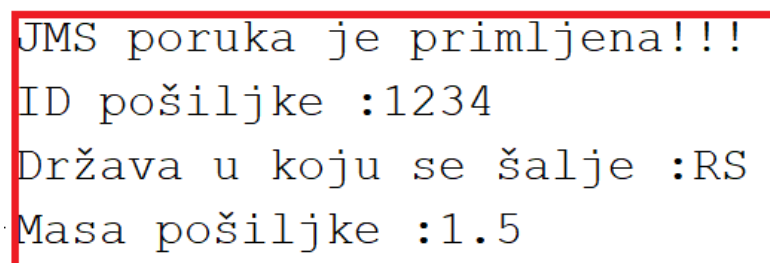 JMS poruka je primljena!!!
ID pošiljke :1234
Država u koju se šalje :RS
Masa pošiljke :1.5